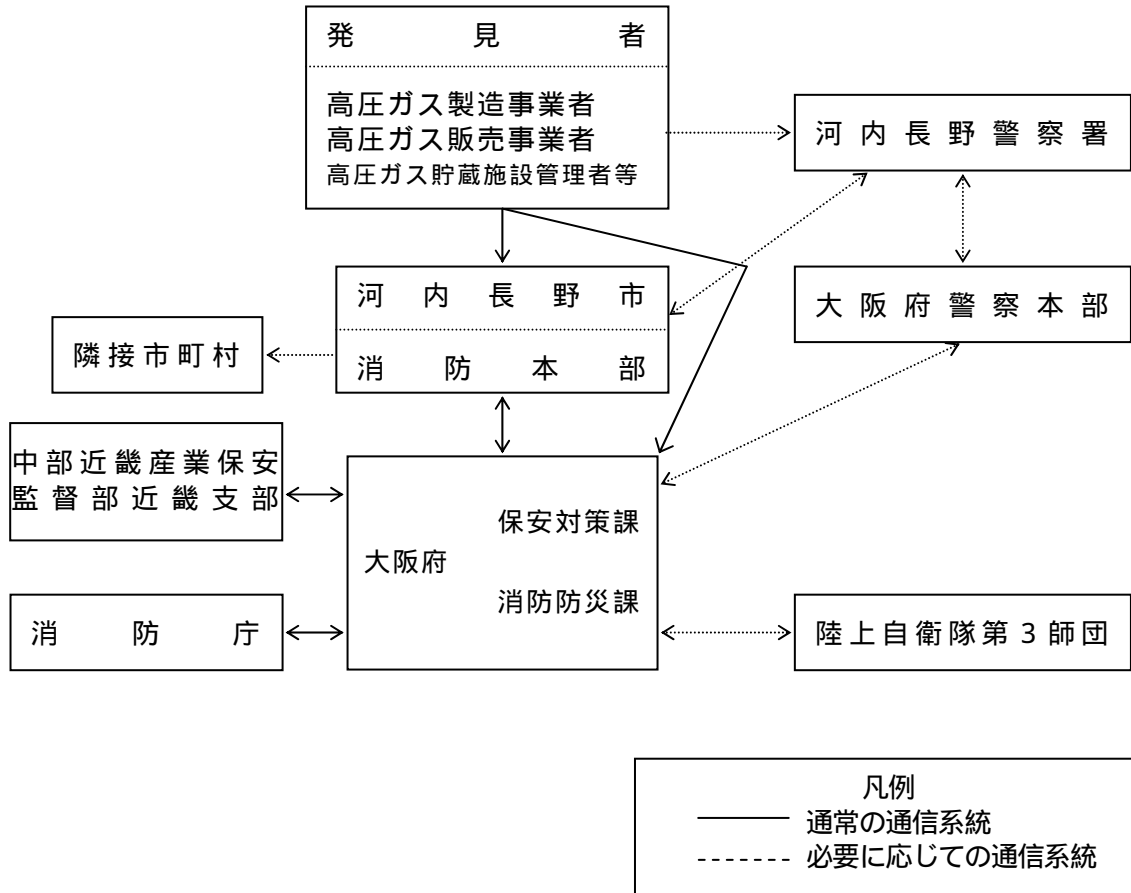 発見者
高圧ガス製造事業者
高圧ガス販売事業者
高圧ガス貯蔵施設管理者等
河内長野警察署
河内長野市
消防本部
大阪府警察本部
隣接市町村
中部近畿産業保安
監督部近畿支部
保安対策課
大阪府
消防防災課
消防庁
陸上自衛隊第3師団
凡例
通常の通信系統
必要に応じての通信系統